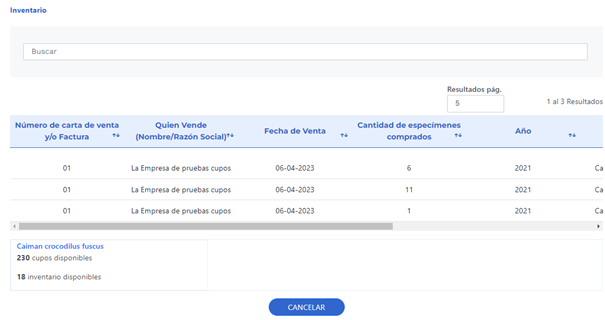 Inventario
Buscar
Resultados pág.
5
1 al 3 Resultados
Número de carta de venta y/o Factura
Quien Vende (Nombre/Razón Social)
Fecha de Venta
Cantidad de especímenes comprados
Año
01 La Empresa de pruebas cupos 06-04-2023 6 2021 Ca
01 La Empresa de pruebas cupos 06-04-2023 11 2021 Ca
01 La Empresa de pruebas cupos 06-04-2023 1 2021 Ca
Caiman crocodilus fuscus
230 cupos disponibles
18 inventario disponibles
CANCELAR